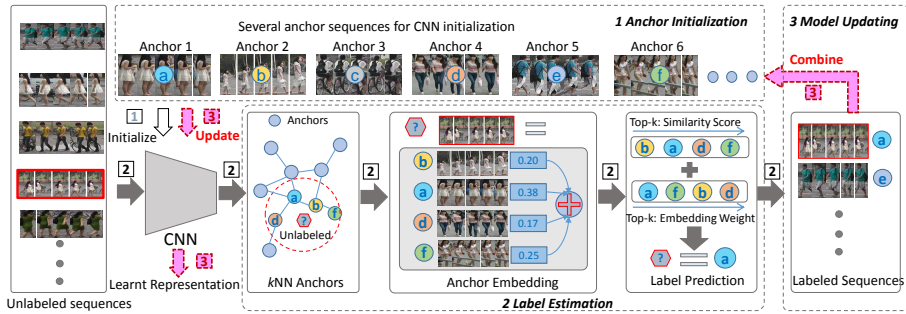 Several anchor sequences for CNN initialization
1 Anchor Initialization
3 Model Updating
Anchor 1
Anchor 2
Anchor 3
Anchor 4
Anchor 5
Anchor 6
a
b
c
d
e
f
Combine
3
1
Initialize
3
Update
2
CNN
3
Learnt Representation
Unlabeled sequences
2
Anchors
a
b
f
d
?
Unlabeled
kNN Anchors
2
?
b
0.20
a
0.38
d
0.17
f
0.25
Anchor Embedding
2
Top-k: Similarity Score
b
a
d
f
a
f
b
d
Top-k: Embedding Weight
?
a
Label Prediction
2 Label Estimation
2
a
e
Labeled Sequences